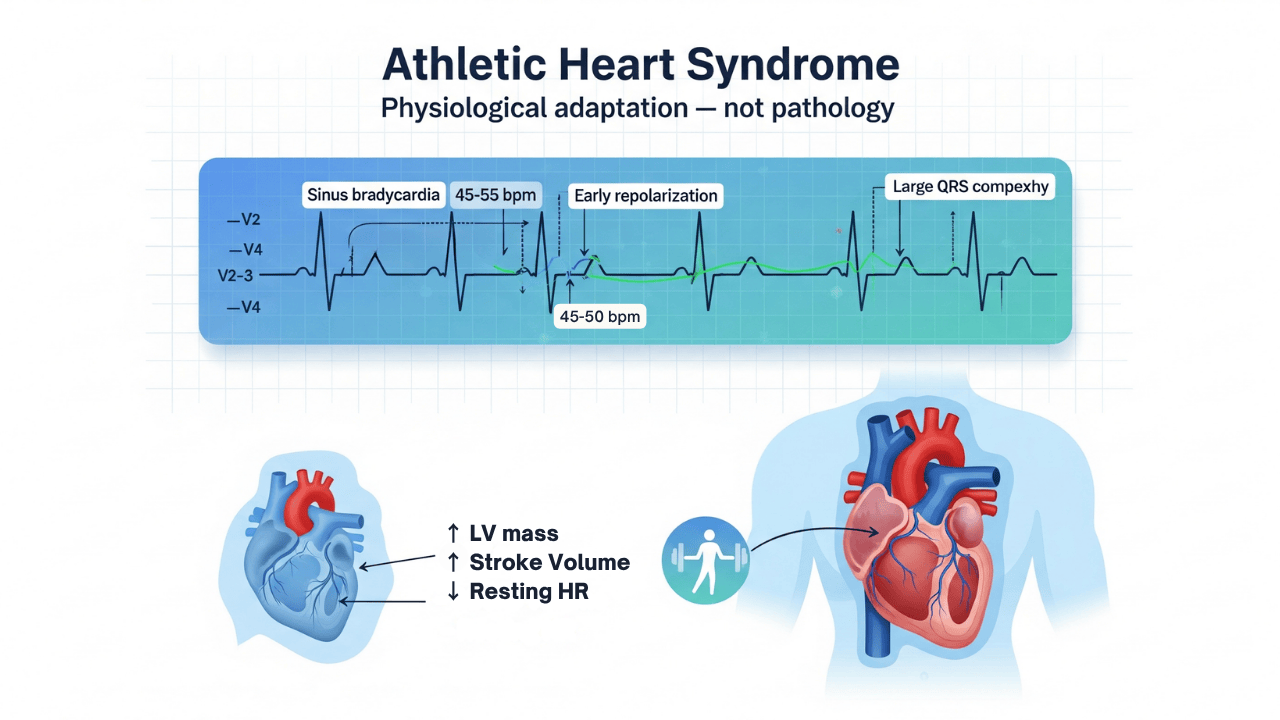 Athletic Heart Syndrome
Physiological adaptation — not pathology
Sinus bradycardia
45-55 bpm
Early repolarization
Large QRS compexhy
—V2
—V4
V2-3
—V4
45-50 bpm
↑ LV mass
↑ Stroke Volume
↓ Resting HR